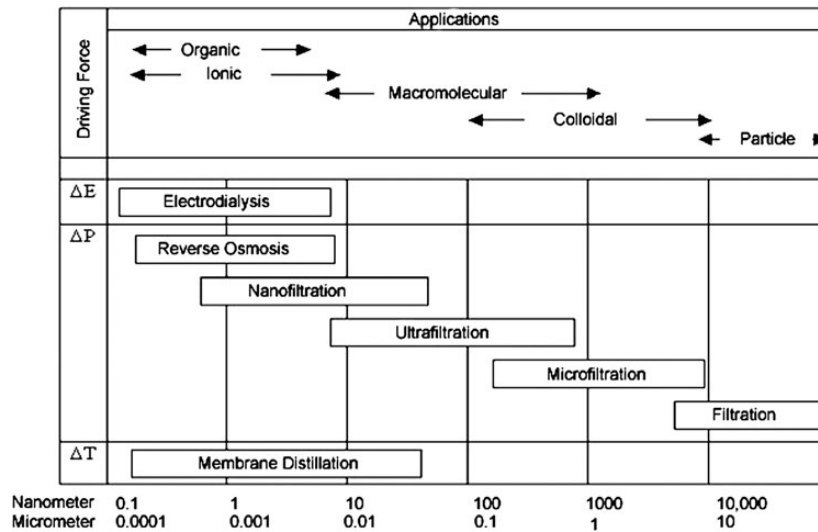 Applications
Driving Force
Organic
Ionic
Macromolecular
Colloidal
Particle
ΔE
Electrodialysis
ΔP
Reverse Osmosis
Nanofiltration
Ultrafiltration
Microfiltration
Filtration
ΔT
Membrane Distillation
Nanometer 0.1 1 10 100 1000 10,000
Micrometer 0.0001 0.001 0.01 0.1 1 10